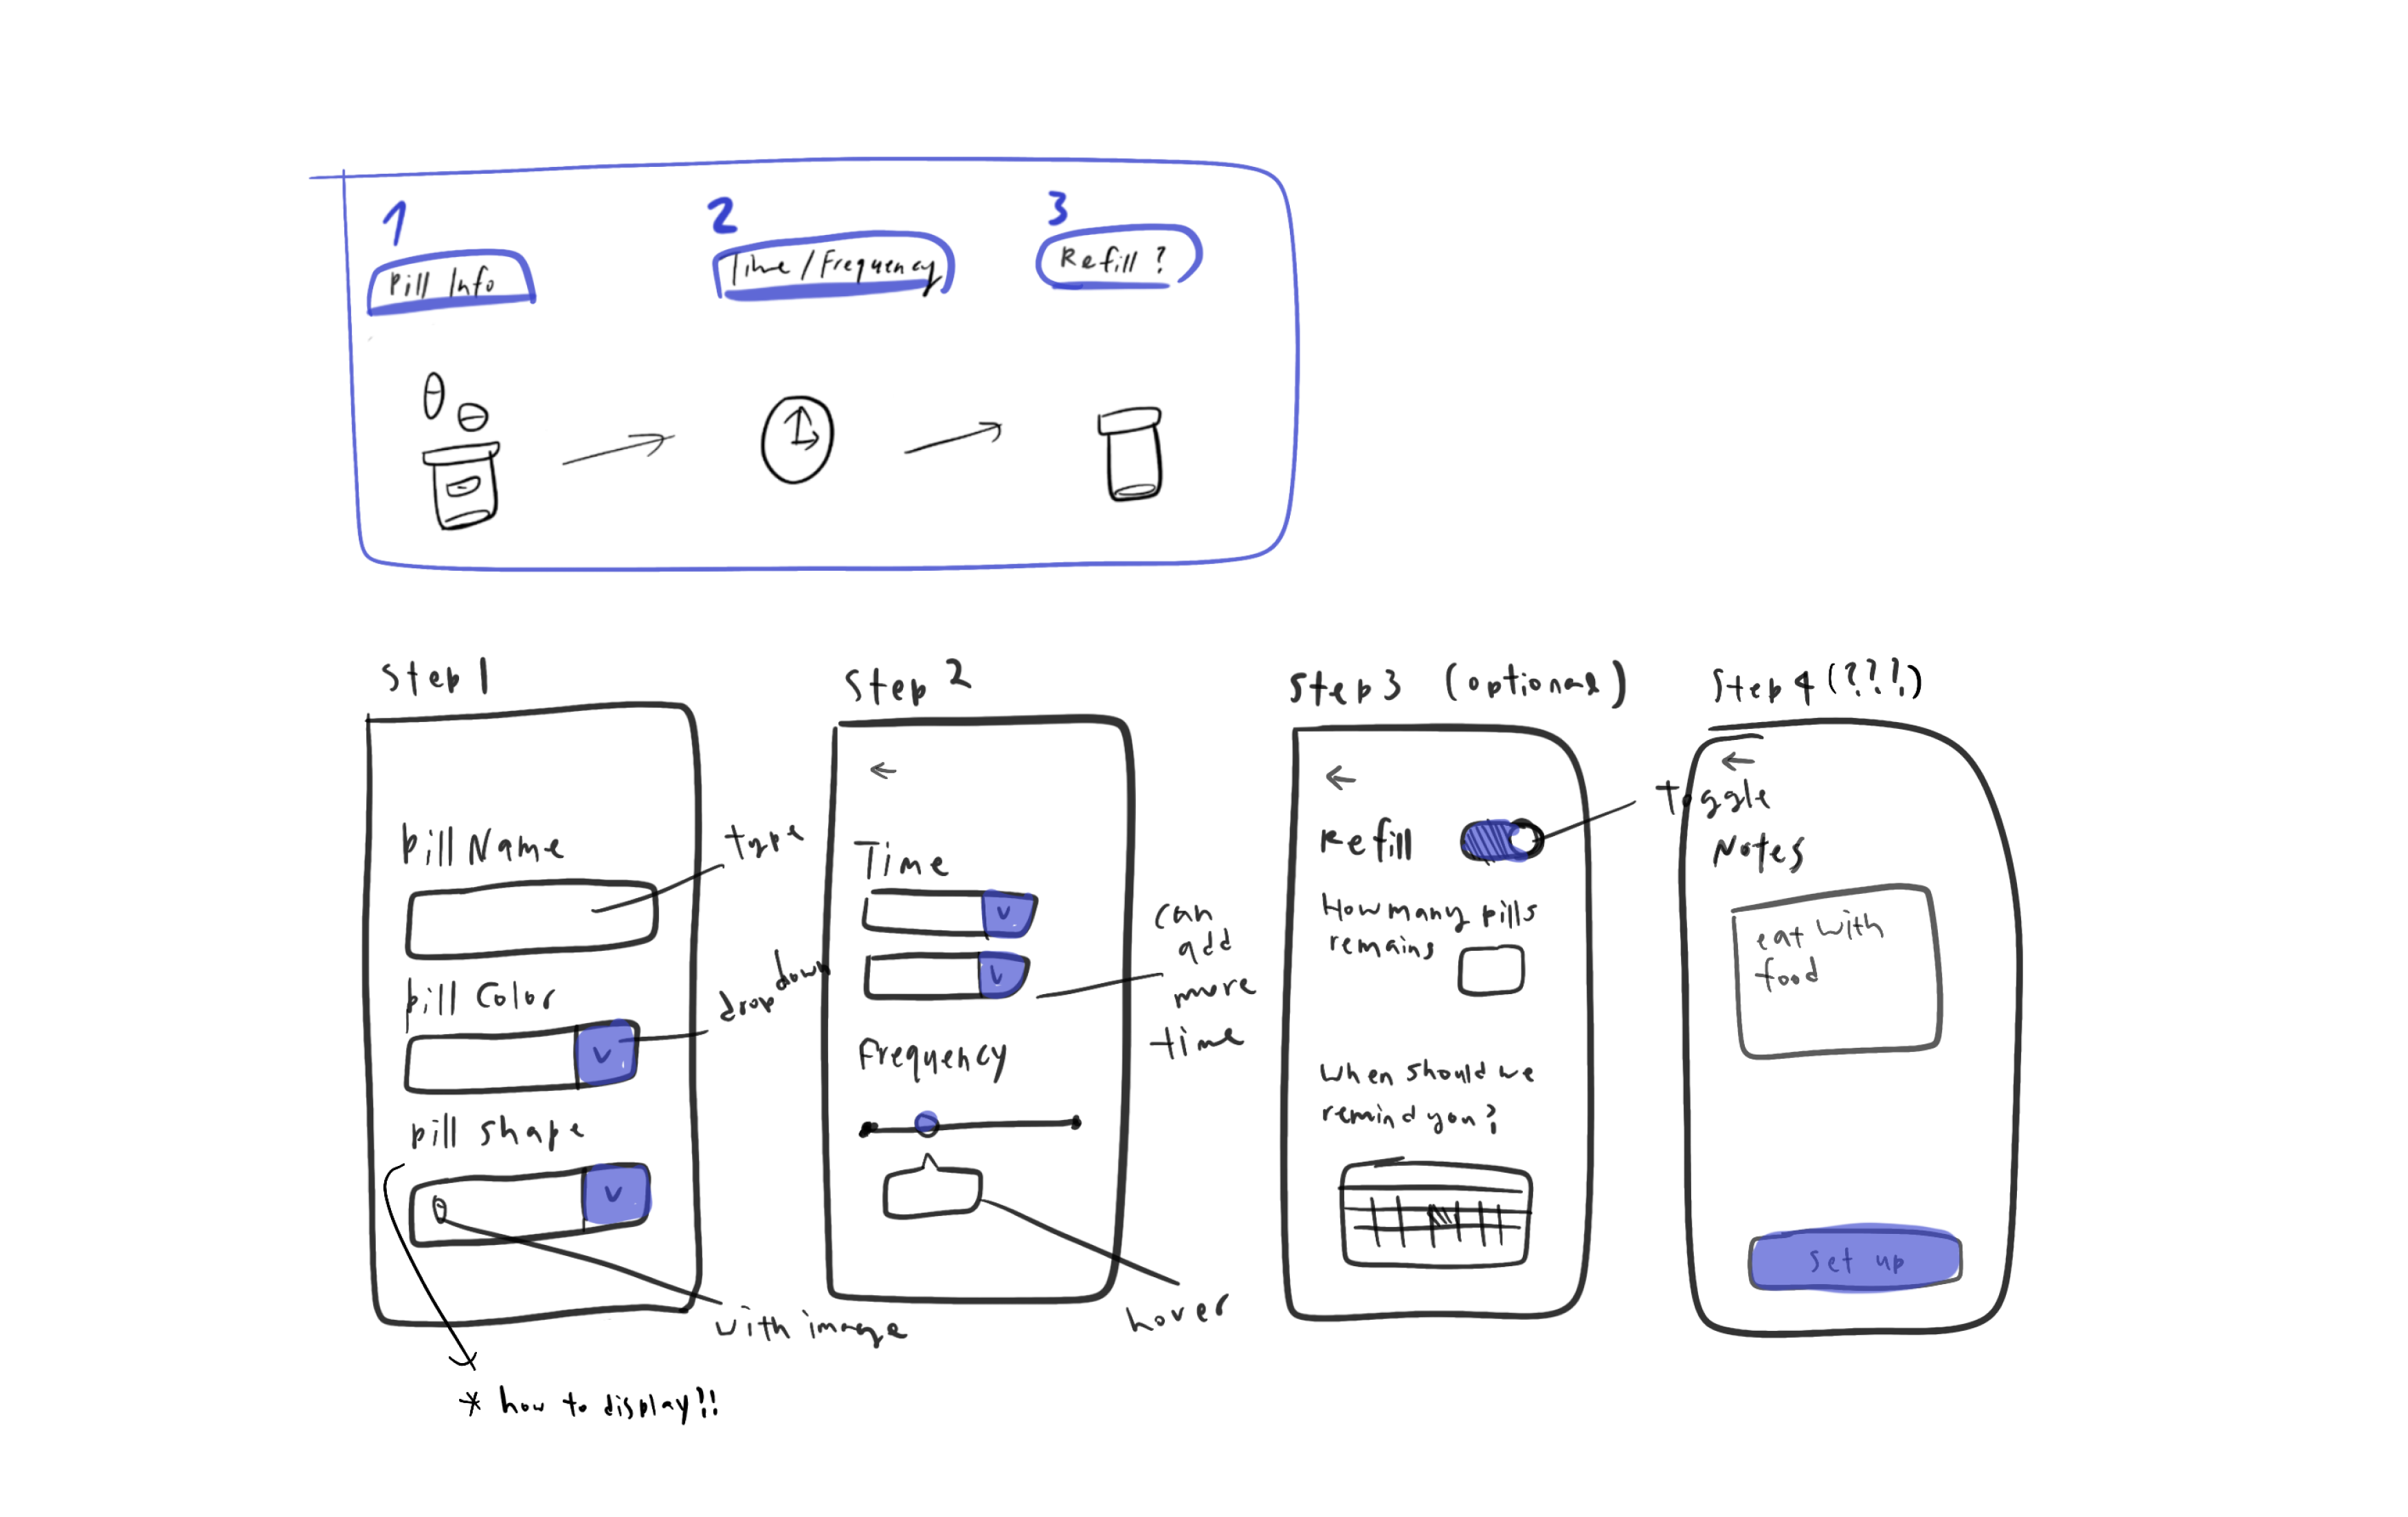 1
Pill Info
2
Time / Frequency
3
Refill ?
Step 1
Pill Name
type
Pill Color
drop down
pill shape
with image
* how to display!!
Step 2
Time
can
add
more
time
Frequency
hover
Step 3 (optional)
Refill
toggle
How many pills
remains
When should we
remind you?
Step 4 (???)
Notes
eat with
food
Set up